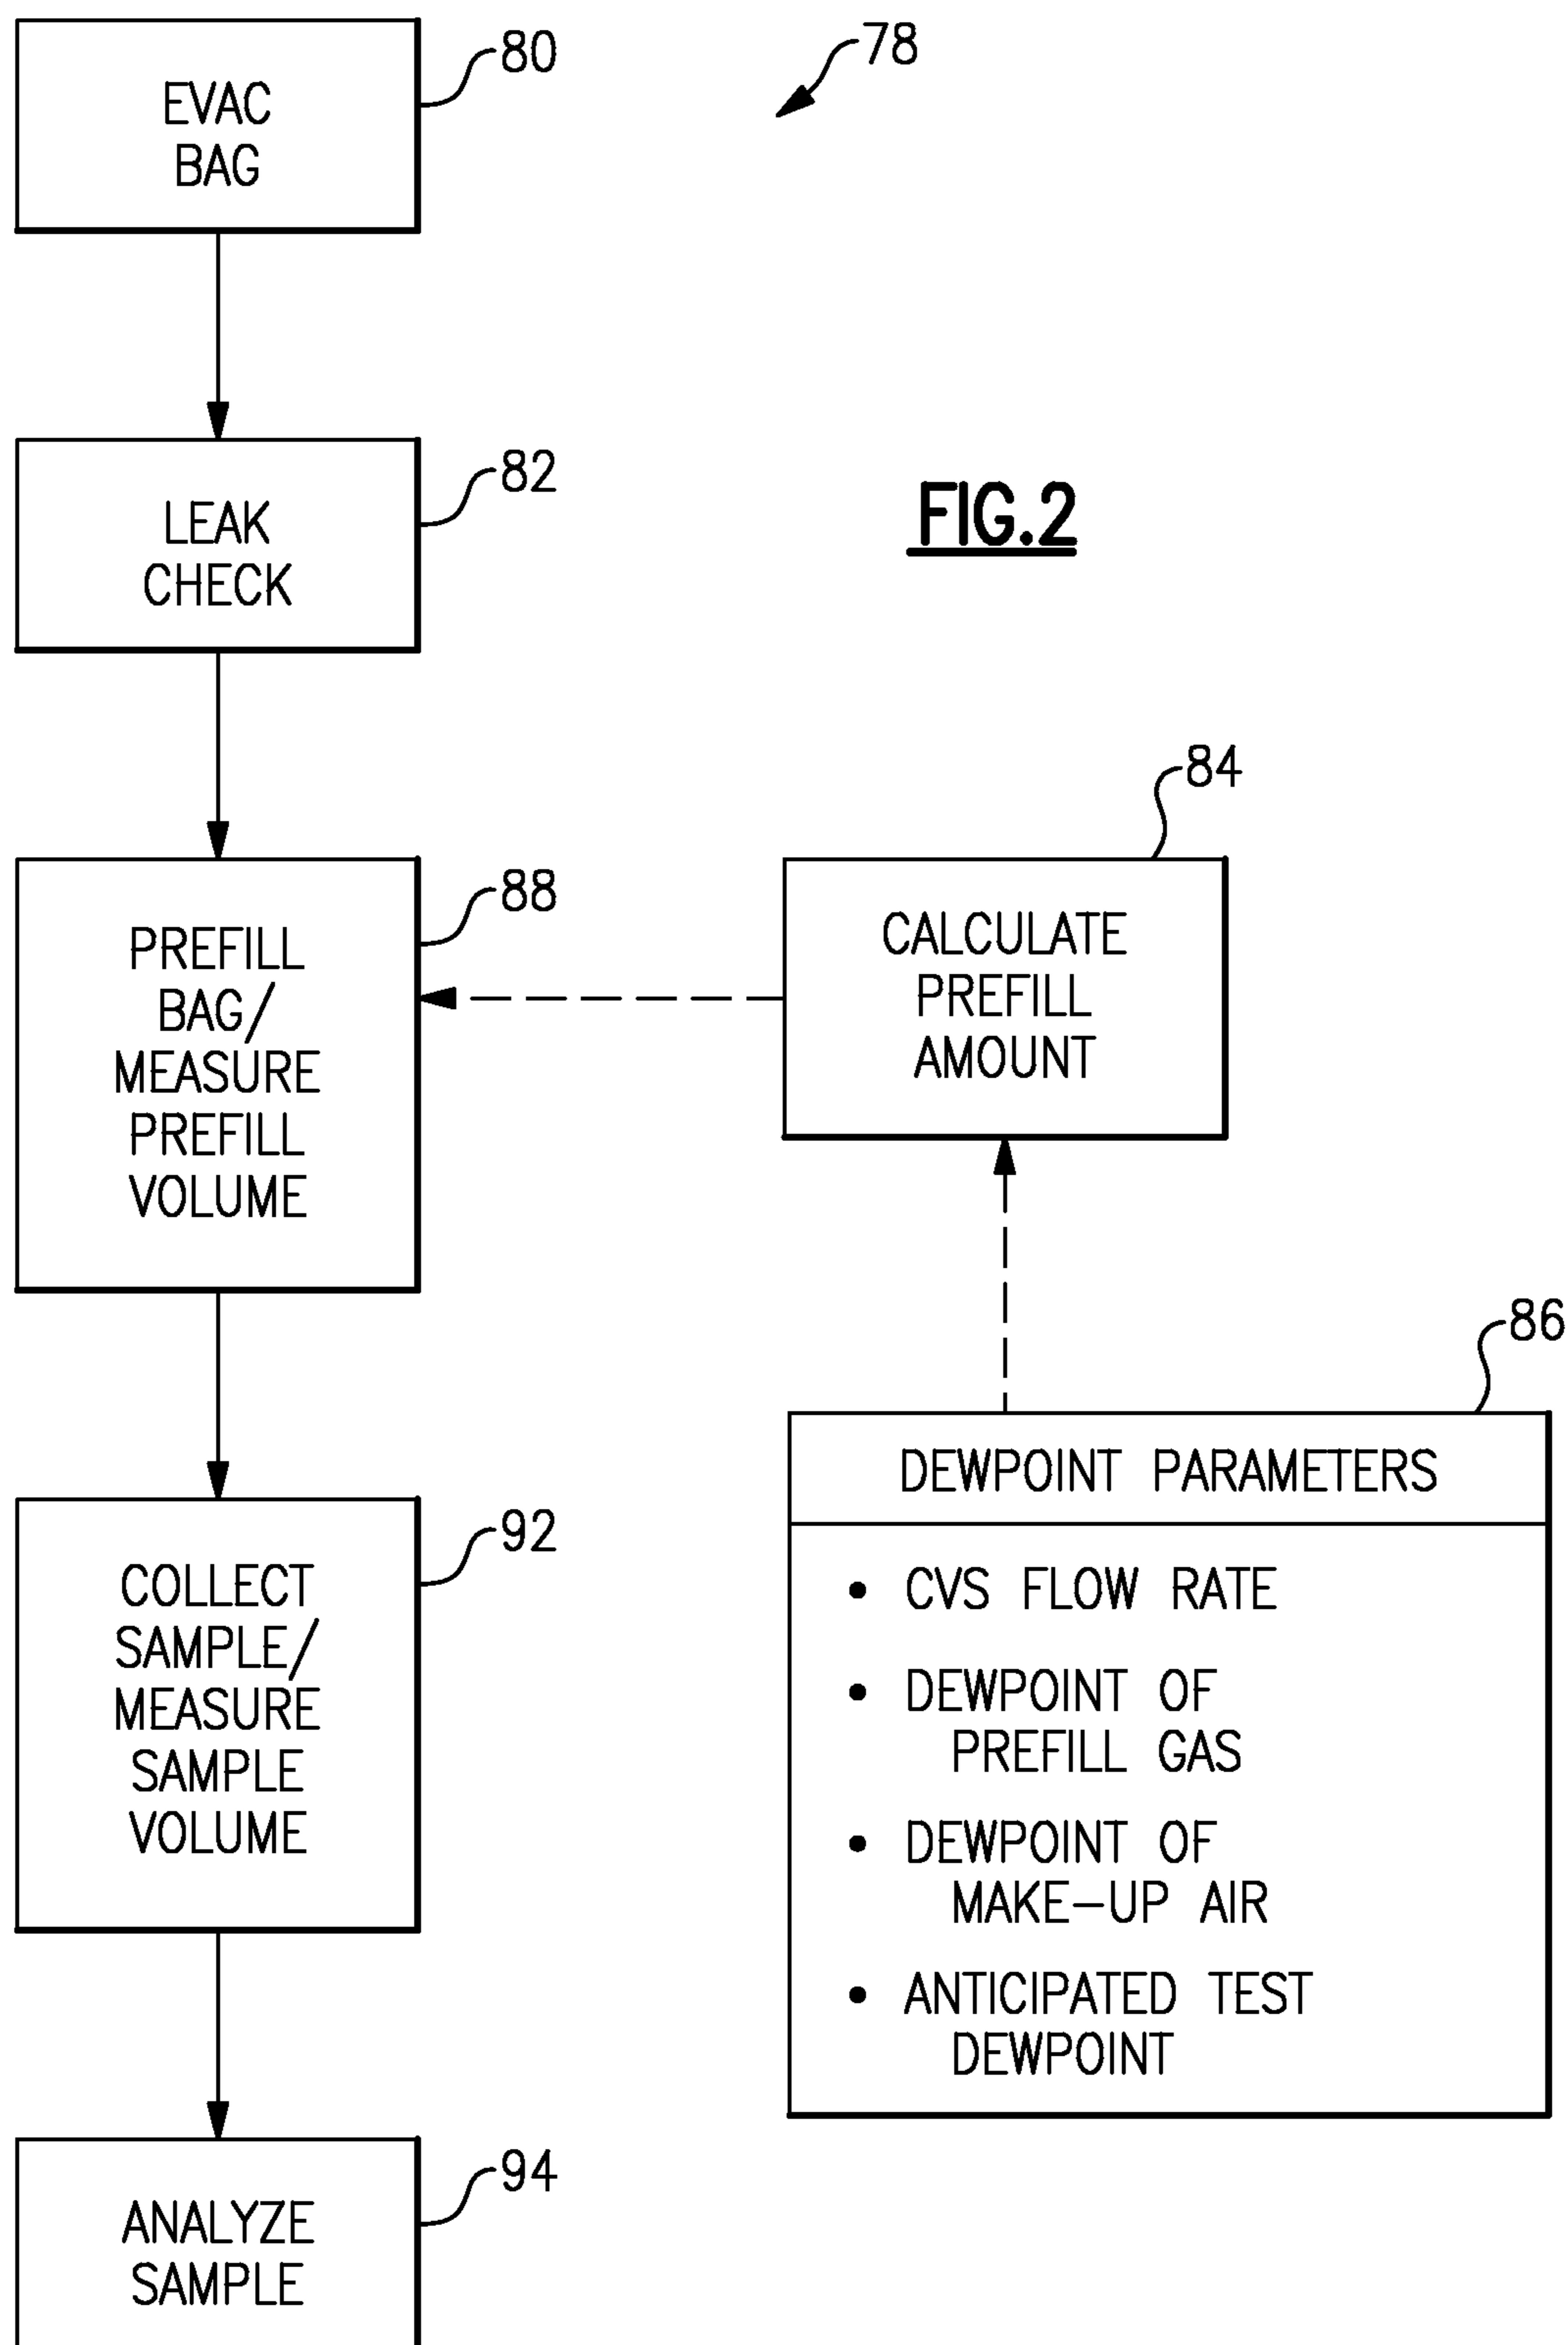 EVAC
BAG
80
78
LEAK
CHECK
82
FIG.2
PREFILL
BAG/
MEASURE
PREFILL
VOLUME
88
CALCULATE
PREFILL
AMOUNT
84
DEWPOINT PARAMETERS
86
• CVS FLOW RATE
• DEWPOINT OF
PREFILL GAS
• DEWPOINT OF
MAKE-UP AIR
• ANTICIPATED TEST
DEWPOINT
COLLECT
SAMPLE/
MEASURE
SAMPLE
VOLUME
92
ANALYZE
SAMPLE
94